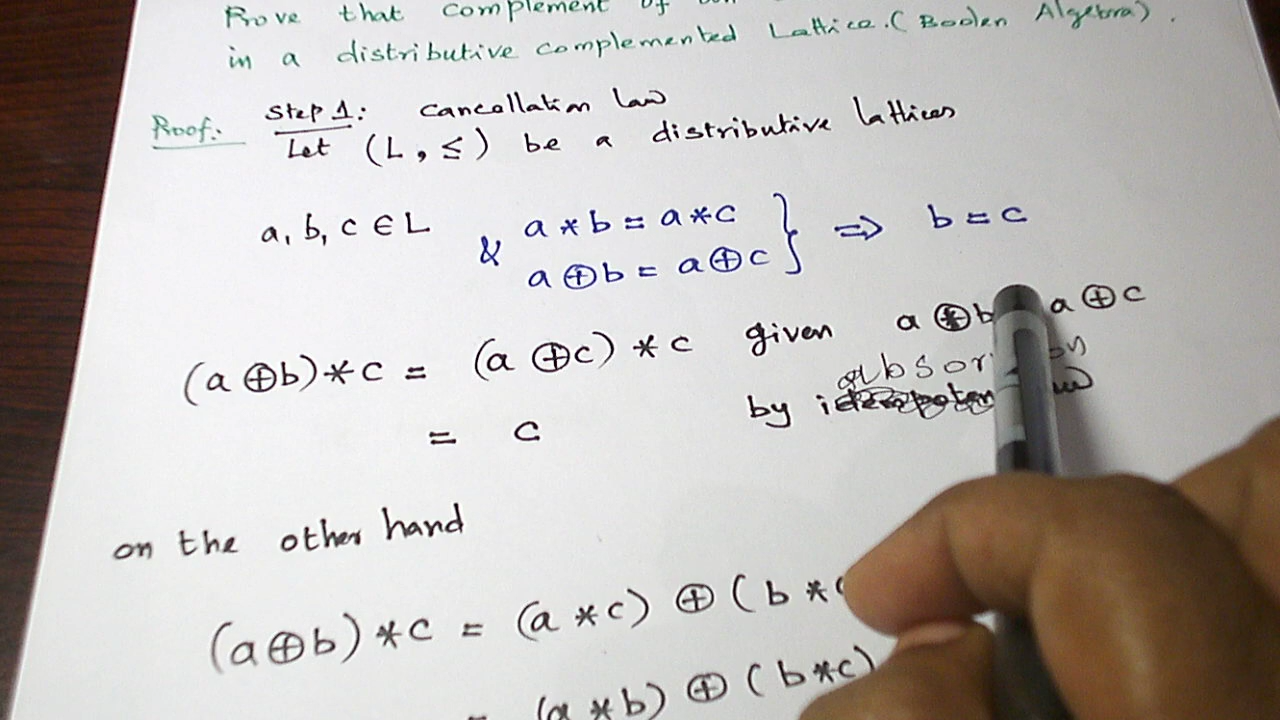 Prove that complement of
in a distributive complemented Lattice. ( Boolen Algebra ) .
Proof: Step 1: cancellation law
Let (L, ≤) be a distributive lattices
a, b, c ∈ L & a * b = a * c } ⇒ b = c
a ⊕ b = a ⊕ c
(a ⊕ b) * c = (a ⊕ c) * c given a ⊕ b a ⊕ c
= c by absorption
on the other hand
(a ⊕ b) * c = (a * c) ⊕ (b *
= (a * b) ⊕ (b * c)